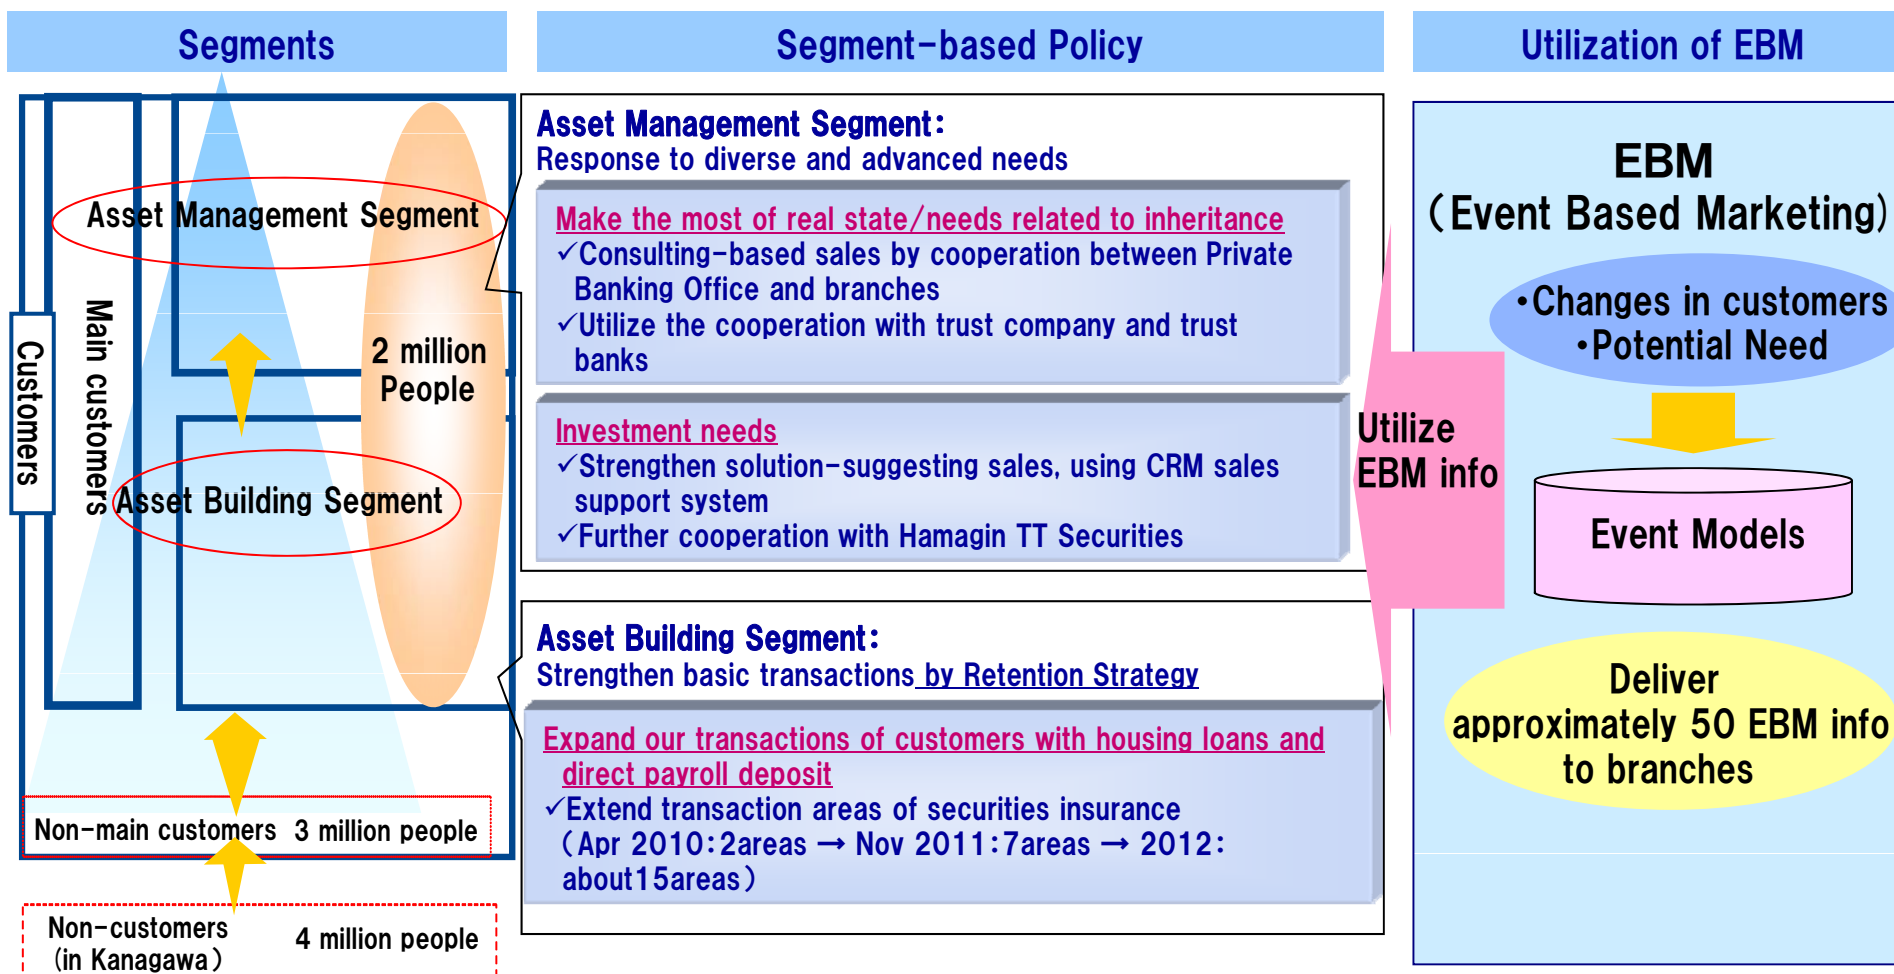 Segments
Customers
Main customers
Asset Management Segment
2 million
People
Asset Building Segment
Non-main customers 3 million people
Non-customers
(in Kanagawa)
4 million people
Segment-based Policy
Asset Management Segment:
Response to diverse and advanced needs
Make the most of real state/needs related to inheritance
✓Consulting-based sales by cooperation between Private
Banking Office and branches
✓Utilize the cooperation with trust company and trust
banks
Investment needs
✓Strengthen solution-suggesting sales, using CRM sales
support system
✓Further cooperation with Hamagin TT Securities
Asset Building Segment:
Strengthen basic transactions by Retention Strategy
Expand our transactions of customers with housing loans and
direct payroll deposit
✓Extend transaction areas of securities insurance
(Apr 2010:2areas → Nov 2011:7areas → 2012:
about15areas)
Utilize
EBM info
Utilization of EBM
EBM
(Event Based Marketing)
•Changes in customers
•Potential Need
Event Models
Deliver
approximately 50 EBM info
to branches